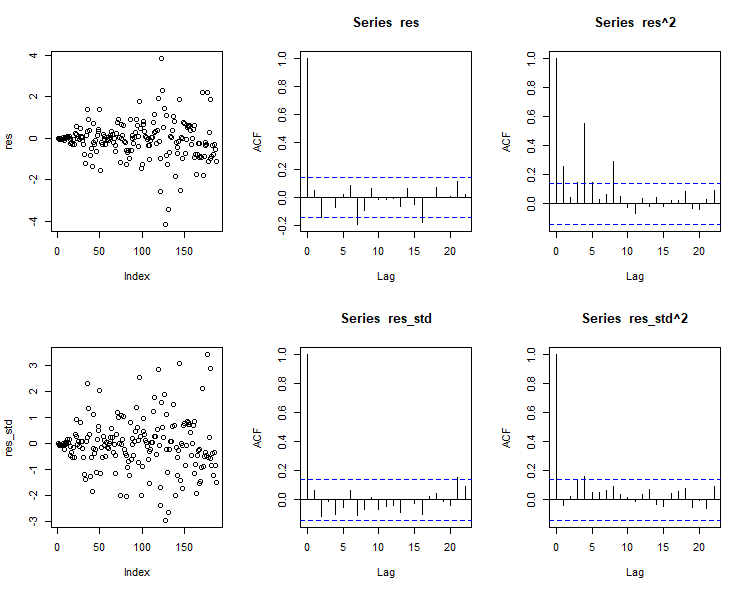 Series res
Series res^2
res
4
2
0
-2
-4
0 50 100 150
Index
ACF
1.0
0.8
0.6
0.4
0.2
0.0
-0.2
0 5 10 15 20
Lag
ACF
1.0
0.8
0.6
0.4
0.2
0.0
0 5 10 15 20
Lag
Series res_std
Series res_std^2
res_std
3
2
1
0
-1
-2
-3
0 50 100 150
Index
ACF
1.0
0.8
0.6
0.4
0.2
0.0
0 5 10 15 20
Lag
ACF
1.0
0.8
0.6
0.4
0.2
0.0
0 5 10 15 20
Lag